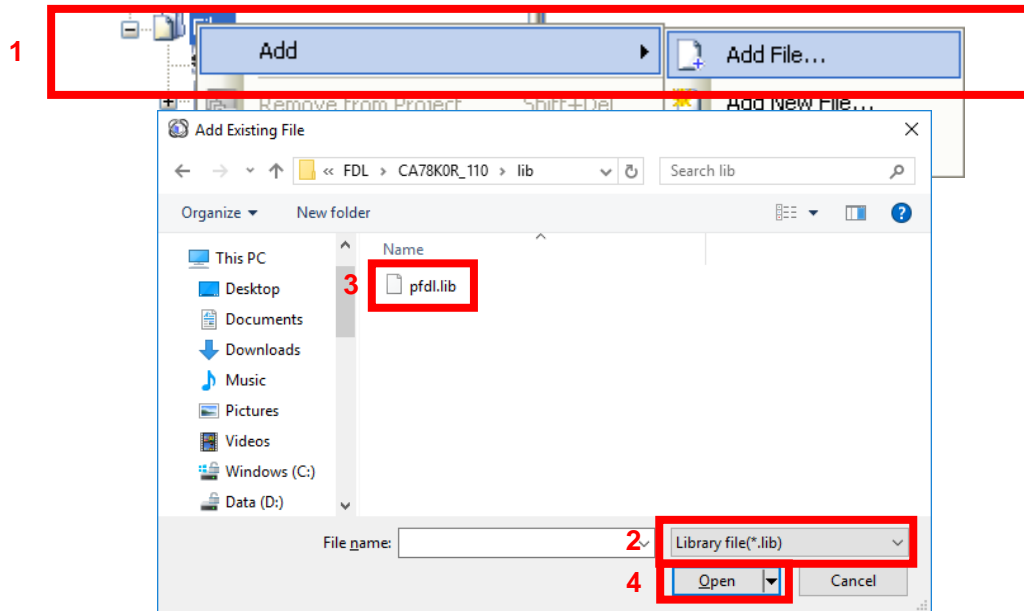 1
Add
Add File...
Remove from Project Shift+Del
Add New File...
Add Existing File
« FDL > CA78K0R_110 > lib
Search lib
Organize
New folder
This PC
Desktop
Documents
Downloads
Music
Pictures
Videos
Windows (C:)
Data (D:)
Name
3
pfdl.lib
File name:
2
Library file(*.lib)
4
Open
Cancel